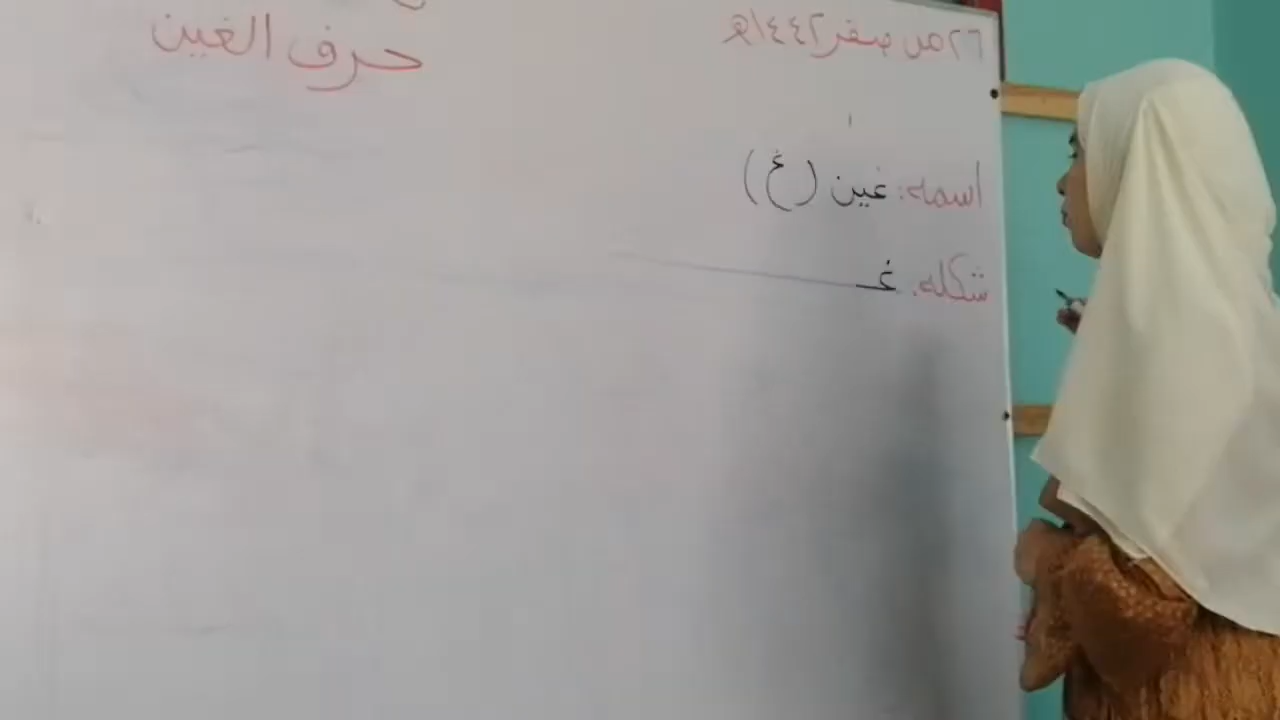 ٢٦ من صفر ١٤٤٢هـ
حرف الغين
اسمه: غين (غ)
شكله: غـ